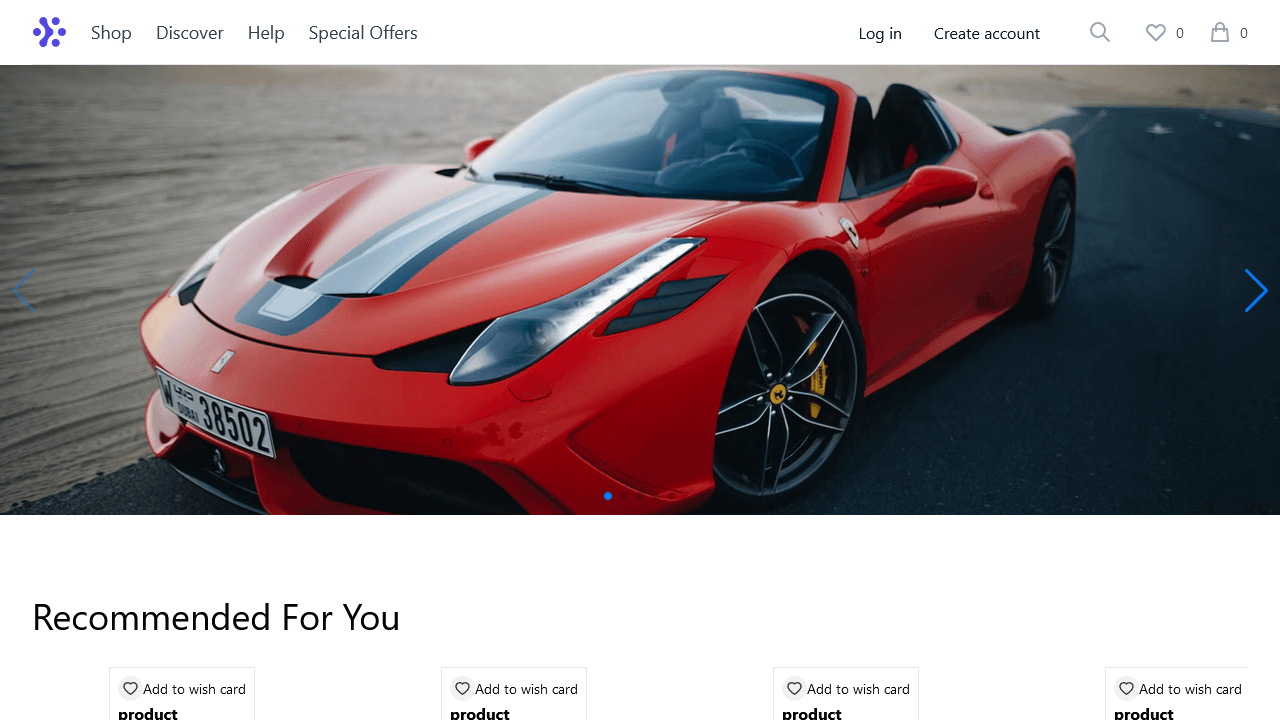 Shop Discover Help Special Offers Log in Create account 0 0
W DUBAI 38502
Recommended For You
Add to wish card Add to wish card Add to wish card Add to wish card
product product product product